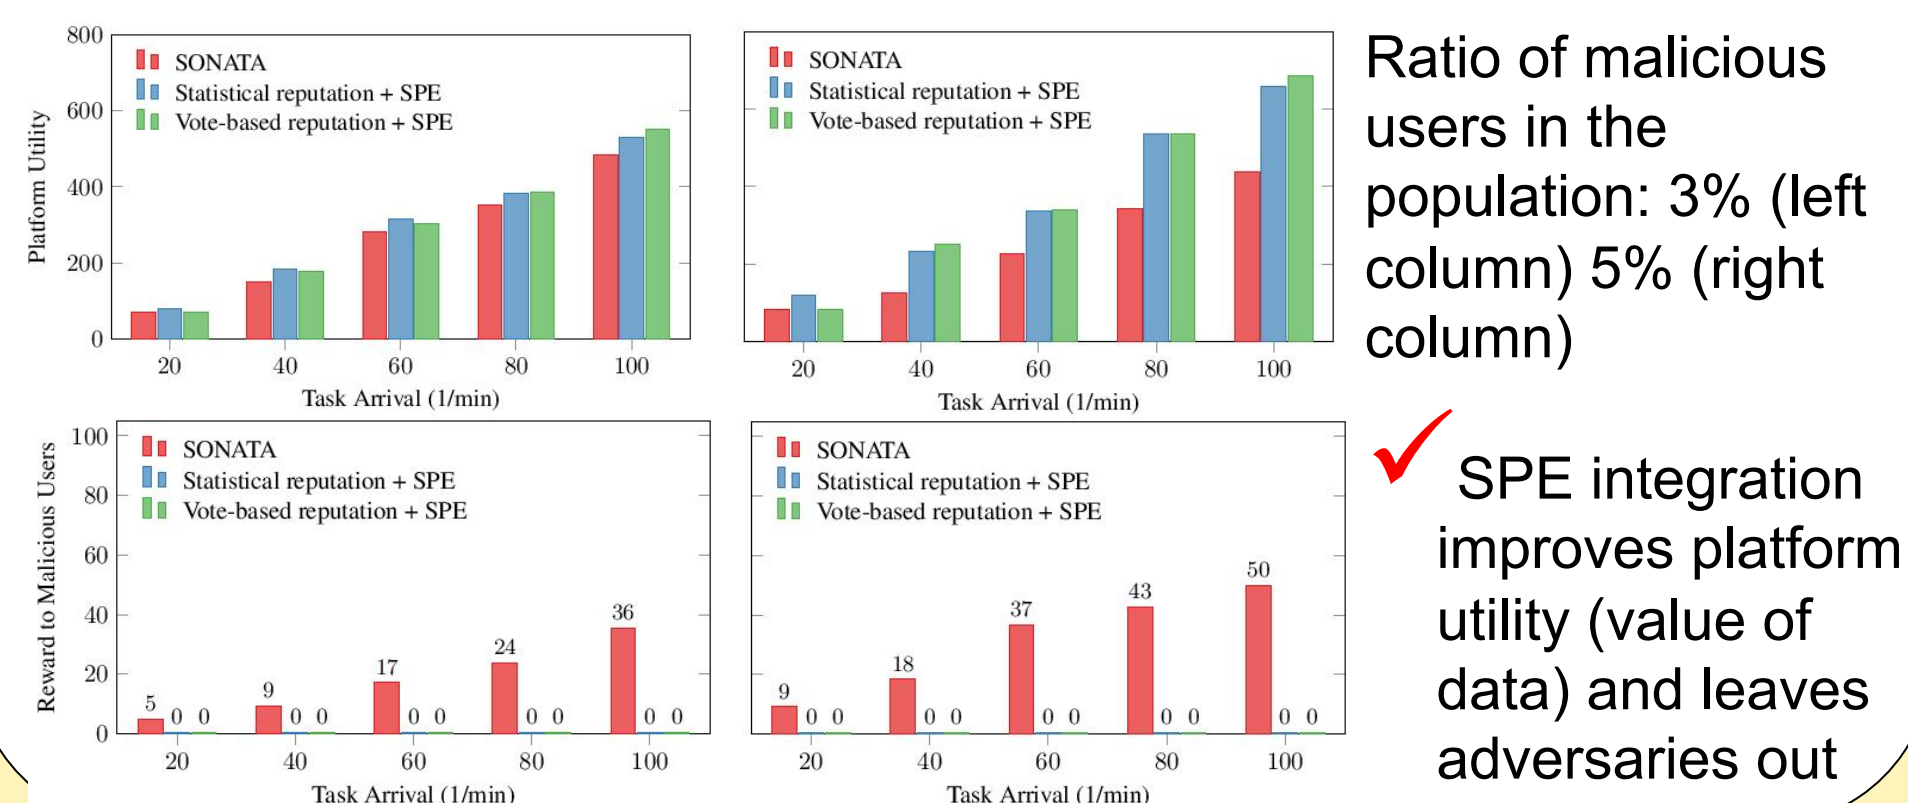 800
600
400
200
0
Platform Utility
SONATA
Statistical reputation + SPE
Vote-based reputation + SPE
20 40 60 80 100
Task Arrival (1/min)
SONATA
Statistical reputation + SPE
Vote-based reputation + SPE
20 40 60 80 100
Task Arrival (1/min)
Ratio of malicious
users in the
population: 3% (left
column) 5% (right
column)
100
80
60
40
20
0
Reward to Malicious Users
SONATA
Statistical reputation + SPE
Vote-based reputation + SPE
5 0 0 9 0 0 17 0 0 24 0 0 36 0 0
20 40 60 80 100
Task Arrival (1/min)
SONATA
Statistical reputation + SPE
Vote-based reputation + SPE
9 0 0 18 0 0 37 0 0 43 0 0 50 0 0
20 40 60 80 100
Task Arrival (1/min)
SPE integration
improves platform
utility (value of
data) and leaves
adversaries out